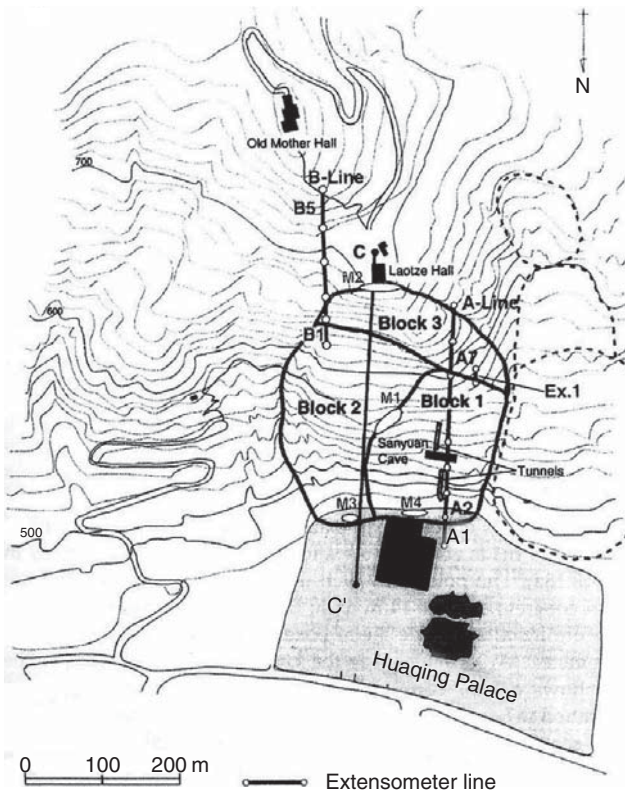 N
Old Mother Hall
700
B-Line
B5
C
M2
Laotze Hall
A-Line
600
Block 3
B1
A7
Ex.1
M1
Block 1
Block 2
Sanyuan
Cave
Tunnels
M3
M4
A2
500
A1
C'
Huaqing Palace
0 100 200 m
Extensometer line